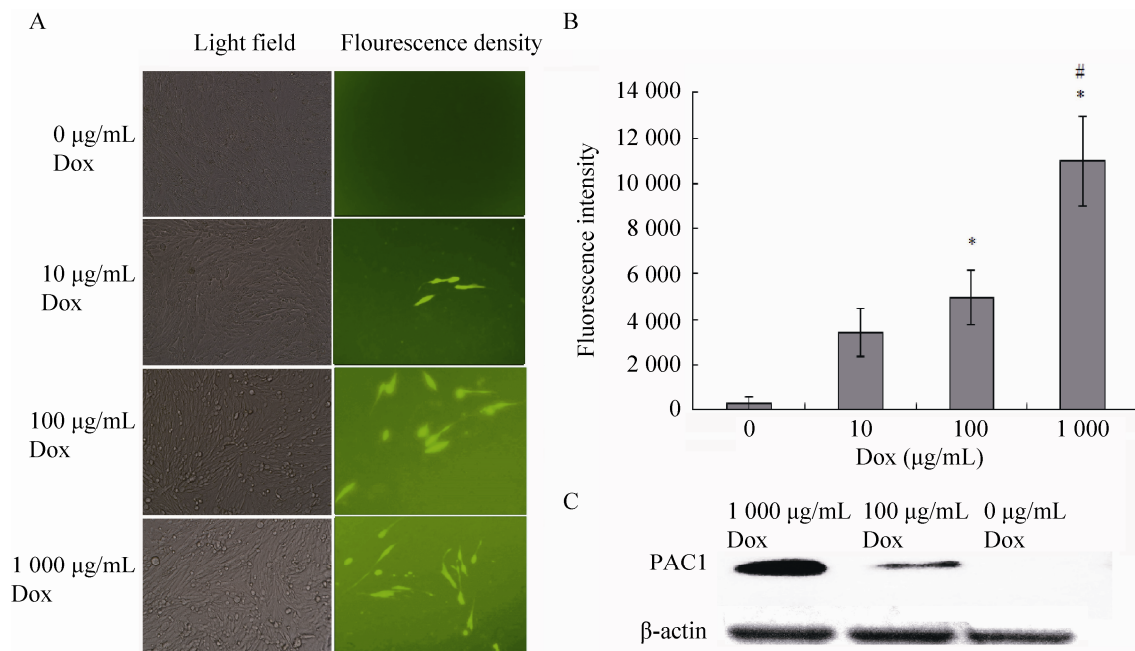 A
Light field
Flourescence density
0 μg/mL
Dox
10 μg/mL
Dox
100 μg/mL
Dox
1 000 μg/mL
Dox
B
Fluorescence intensity
14 000
12 000
10 000
8 000
6 000
4 000
2 000
0
*
#
*
0 10 100 1 000
Dox (μg/mL)
C
1 000 μg/mL 100 μg/mL 0 μg/mL
Dox Dox Dox
PAC1
β-actin